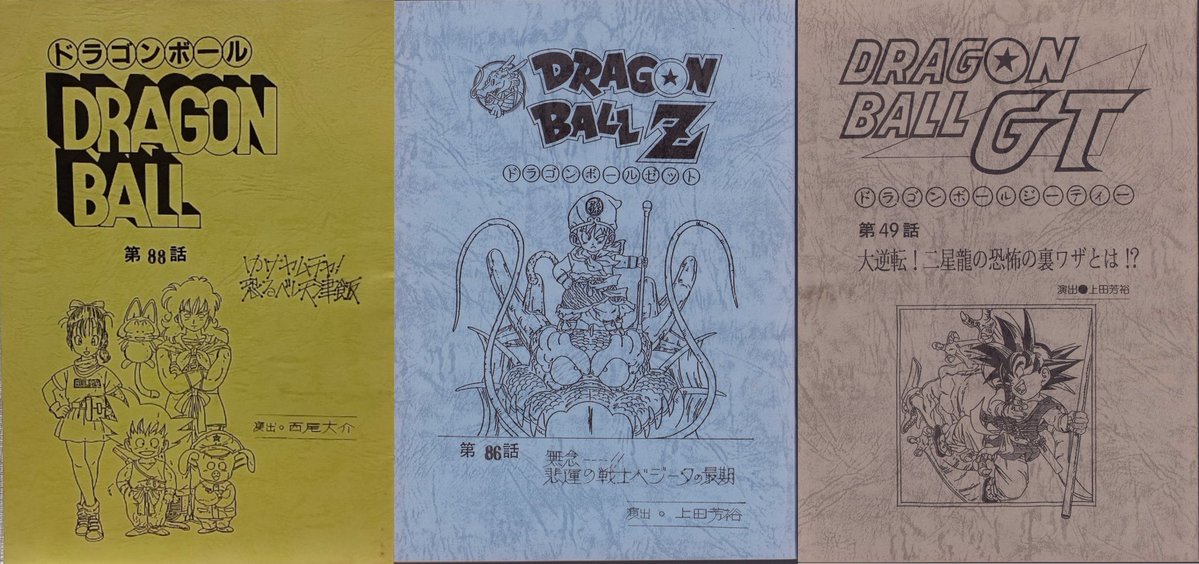 ドラゴンボール
DRAGON
BALL
第88話
ゆけヤムチャ!
恐るべし天津飯
演出。西尾大介
DRAGON
BALL Z
ドラゴンボールゼット
第86話
無念----!!
悲運の戦士ベジータの最期
演出。上田芳裕
DRAGON
BALL GT
ドラゴンボールジーティー
第49話
大逆転!二星龍の恐怖の裏ワザとは!?
演出●上田芳裕